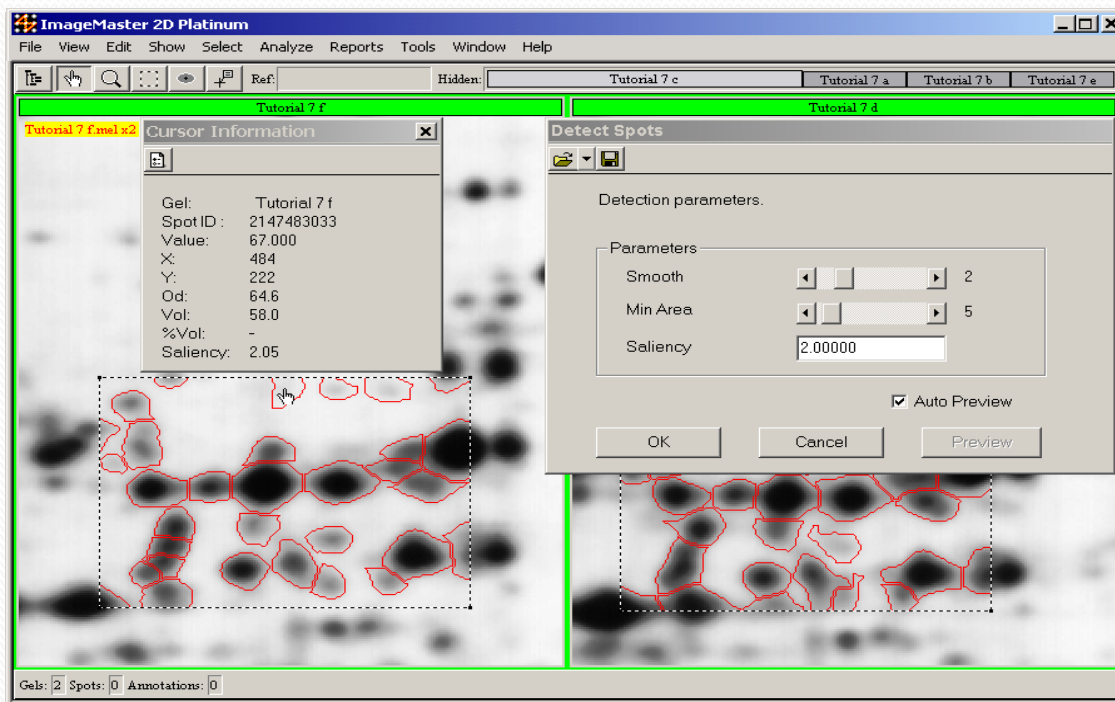 ImageMaster 2D Platinum
File View Edit Show Select Analyze Reports Tools Window Help
Ref: Hidden: Tutorial 7 c Tutorial 7 a Tutorial 7 b Tutorial 7 e
Tutorial 7 f Tutorial 7 d
Tutorial 7 f.mel x2
Cursor Information
Gel: Tutorial 7 f
Spot ID : 2147483033
Value: 67.000
X: 484
Y: 222
Od: 64.6
Vol: 58.0
%Vol: -
Saliency: 2.05
Detect Spots
Detection parameters.
Parameters
Smooth 2
Min Area 5
Saliency 2.00000
Auto Preview
OK Cancel Preview
Gels: 2 Spots: 0 Annotations: 0